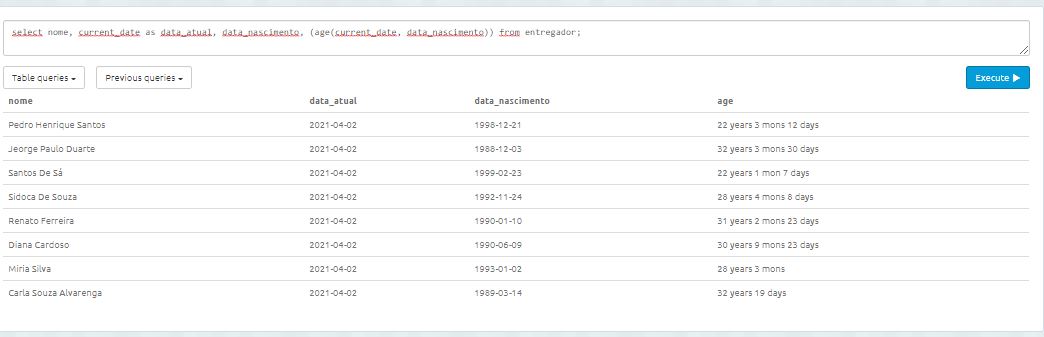 select nome, current_date as data_atual, data_nascimento, (age(current_date, data_nascimento)) from entregador;
Table queries Previous queries Execute
nome data_atual data_nascimento age
Pedro Henrique Santos 2021-04-02 1998-12-21 22 years 3 mons 12 days
Jeorge Paulo Duarte 2021-04-02 1988-12-03 32 years 3 mons 30 days
Santos De Sá 2021-04-02 1999-02-23 22 years 1 mon 7 days
Sidoca De Souza 2021-04-02 1992-11-24 28 years 4 mons 8 days
Renato Ferreira 2021-04-02 1990-01-10 31 years 2 mons 23 days
Diana Cardoso 2021-04-02 1990-06-09 30 years 9 mons 23 days
Miria Silva 2021-04-02 1993-01-02 28 years 3 mons
Carla Souza Alvarenga 2021-04-02 1989-03-14 32 years 19 days